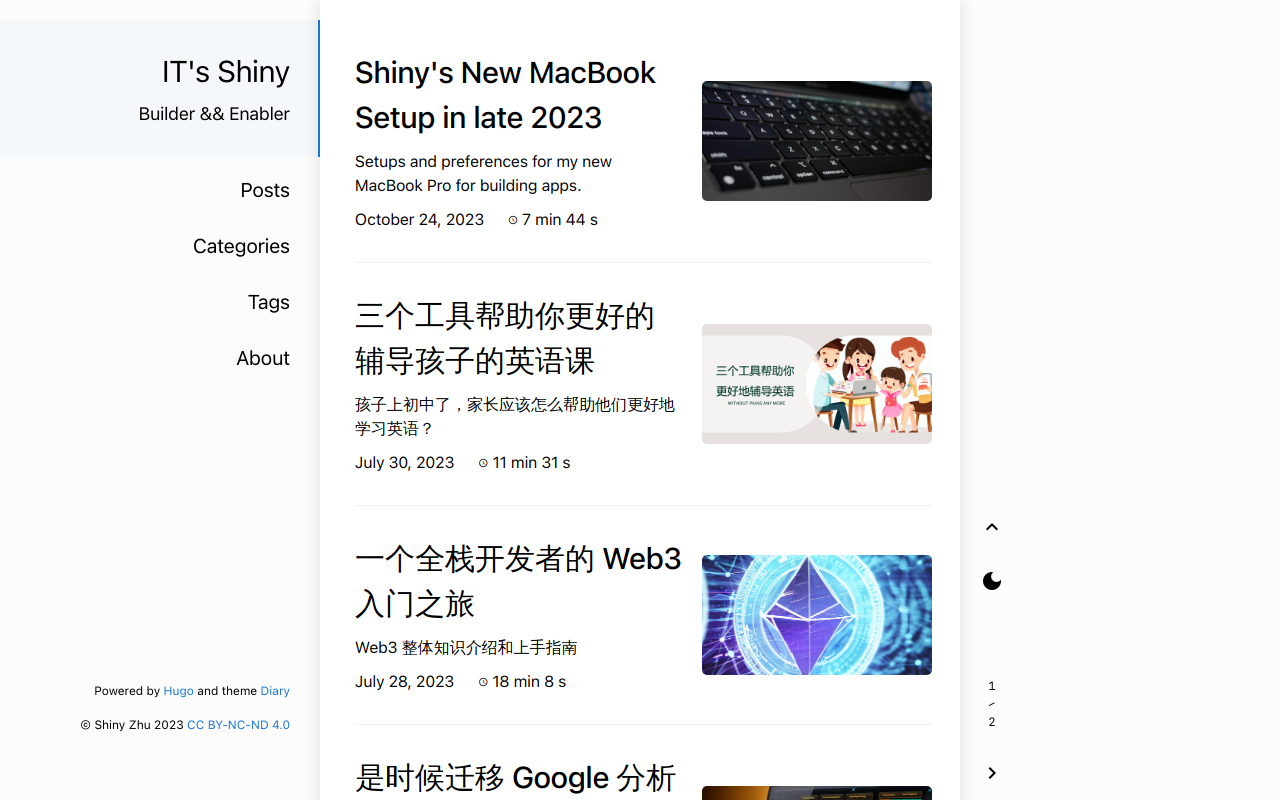 IT's Shiny
Builder && Enabler
Posts
Categories
Tags
About
Powered by Hugo and theme Diary
© Shiny Zhu 2023 CC BY-NC-ND 4.0
Shiny's New MacBook
Setup in late 2023
Setups and preferences for my new
MacBook Pro for building apps.
October 24, 2023 7 min 44 s
三个工具帮助你更好的
辅导孩子的英语课
孩子上初中了，家长应该怎么帮助他们更好地
学习英语？
July 30, 2023 11 min 31 s
三个工具帮助你
更好地辅导英语
WITHOUT PAINS ANY MORE
一个全栈开发者的 Web3
入门之旅
Web3 整体知识介绍和上手指南
July 28, 2023 18 min 8 s
是时候迁移 Google 分析
1
/
2